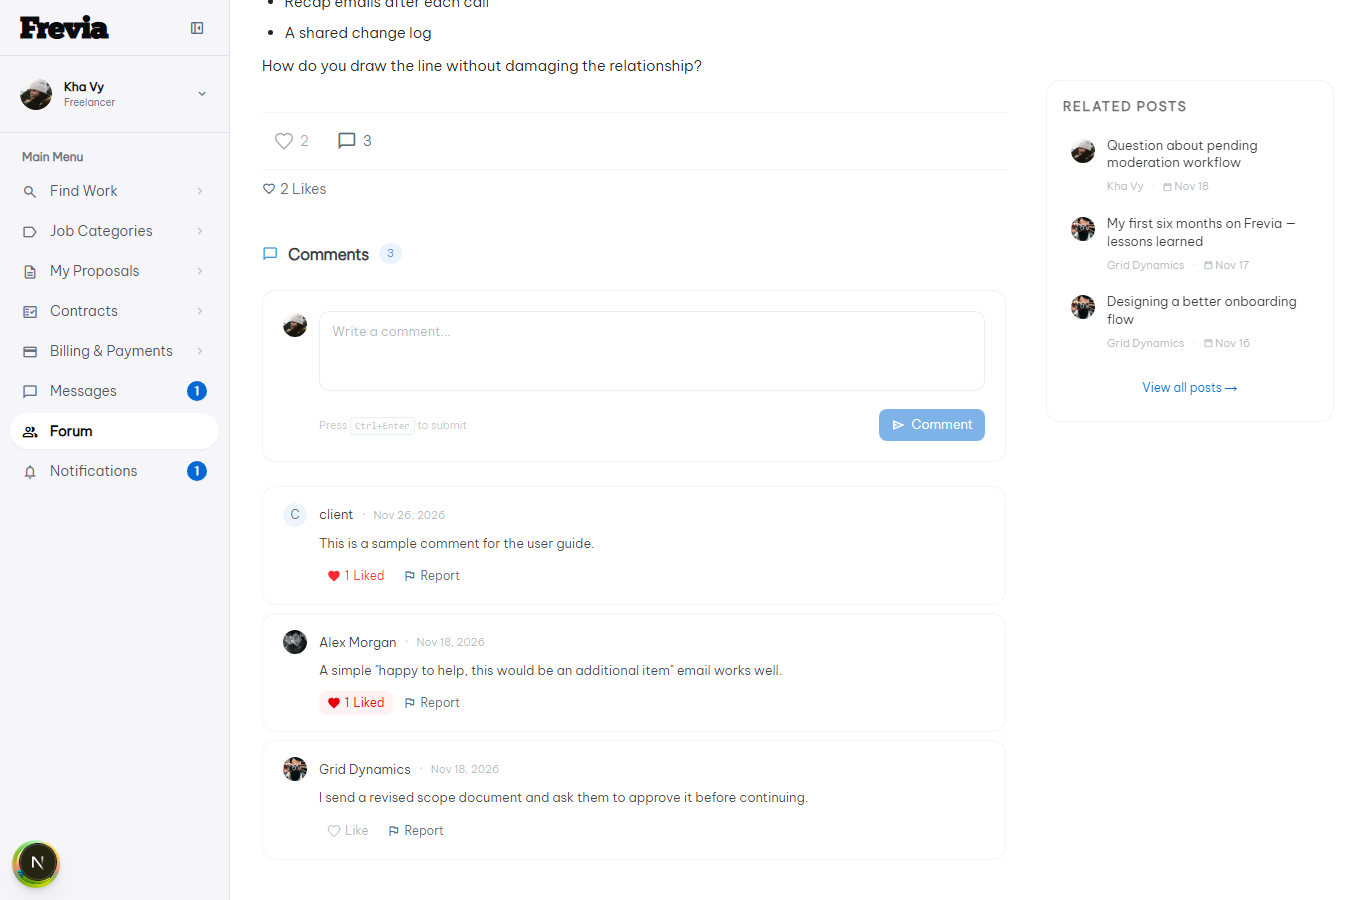 Frevia
Kha Vy
Freelancer
Main Menu
Find Work
Job Categories
My Proposals
Contracts
Billing & Payments
Messages
1
Forum
Notifications
1
N
Recap emails after each call
A shared change log
How do you draw the line without damaging the relationship?
2
3
2 Likes
Comments
3
Write a comment...
Press Ctrl+Enter to submit
Comment
C
client · Nov 26, 2026
This is a sample comment for the user guide.
1 Liked
Report
Alex Morgan · Nov 18, 2026
A simple "happy to help, this would be an additional item" email works well.
1 Liked
Report
Grid Dynamics · Nov 18, 2026
I send a revised scope document and ask them to approve it before continuing.
Like
Report
RELATED POSTS
Question about pending
moderation workflow
Kha Vy · Nov 18
My first six months on Frevia —
lessons learned
Grid Dynamics · Nov 17
Designing a better onboarding
flow
Grid Dynamics · Nov 16
View all posts →